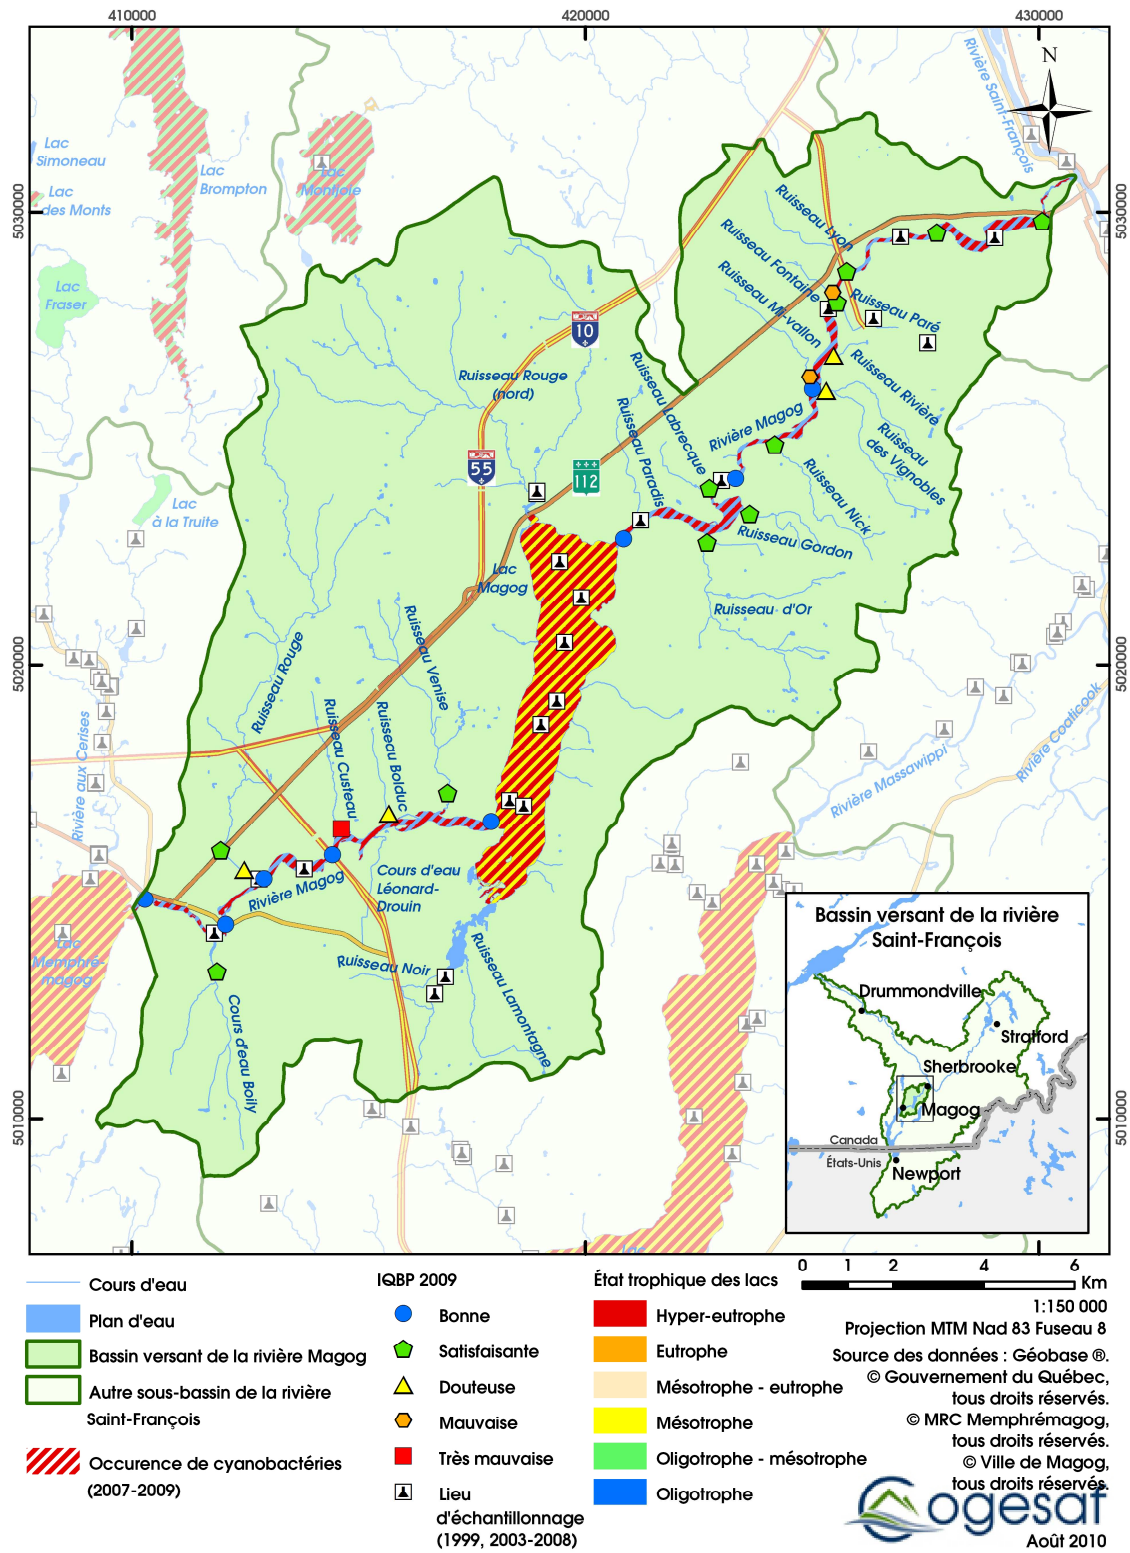 410000
420000
430000
5030000
5020000
5010000
5030000
5020000
5010000
N
Rivière Saint-François
Lac
Simoneau
Lac
des Monts
Lac
Brompton
Lac
Montjoie
Lac
Fraser
Lac
à la Truite
Ruisseau Lyon
Ruisseau Fontaine
Ruisseau Mi-vallon
Ruisseau Paré
Ruisseau Rivière
Ruisseau
des Vignobles
Rivière Magog
Ruisseau Nick
Ruisseau Gordon
Ruisseau d'Or
Ruisseau Labrecque
Ruisseau Paradis
10
55
112
Ruisseau Rouge
(nord)
Lac
Magog
Ruisseau Venise
Ruisseau Rouge
Ruisseau Custeau
Ruisseau Bolduc
Rivière aux Cerises
Rivière Massawippi
Rivière Coaticook
Rivière Magog
Cours d'eau
Léonard-
Drouin
Lac
Memphré-
magog
Ruisseau Noir
Ruisseau Lamontagne
Cours d'eau Boily
Lac
Bassin versant de la rivière
Saint-François
Drummondville
Stratford
Sherbrooke
Magog
Canada
États-Unis
Newport
Cours d'eau
Plan d'eau
Bassin versant de la rivière Magog
Autre sous-bassin de la rivière
Saint-François
Occurence de cyanobactéries
(2007-2009)
IQBP 2009
Bonne
Satisfaisante
Douteuse
Mauvaise
Très mauvaise
Lieu
d'échantillonnage
(1999, 2003-2008)
État trophique des lacs
Hyper-eutrophe
Eutrophe
Mésotrophe - eutrophe
Mésotrophe
Oligotrophe - mésotrophe
Oligotrophe
0 1 2 4 6
Km
1:150 000
Projection MTM Nad 83 Fuseau 8
Source des données : Géobase ®.
© Gouvernement du Québec,
tous droits réservés.
© MRC Memphrémagog,
tous droits réservés.
© Ville de Magog,
tous droits réservés.
Cogesaf
Août 2010